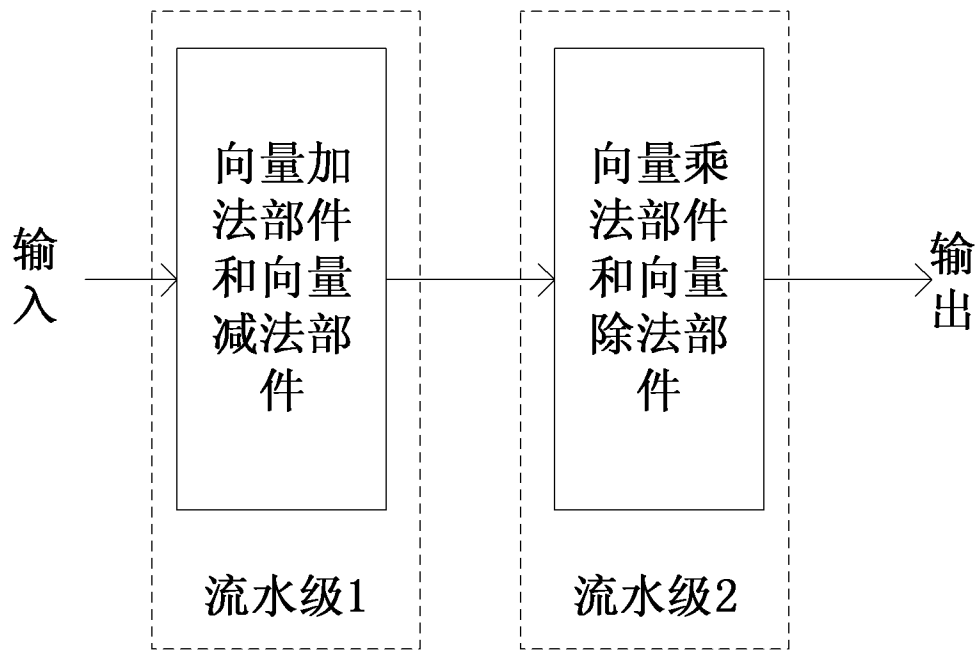 输
入
向量加
法部件
和向量
减法部
件
流水级1
向量乘
法部件
和向量
除法部
件
流水级2
输
出